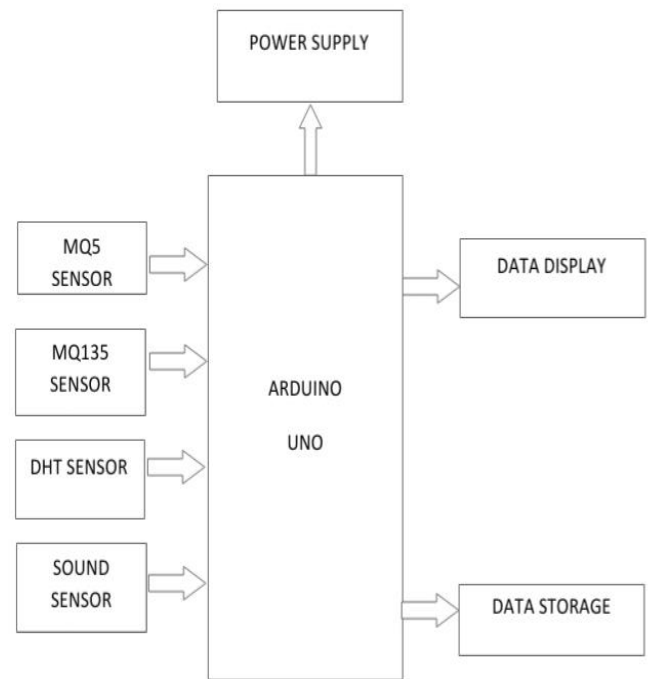 POWER SUPPLY
MQ5
SENSOR
MQ135
SENSOR
DHT SENSOR
SOUND
SENSOR
ARDUINO
UNO
DATA DISPLAY
DATA STORAGE